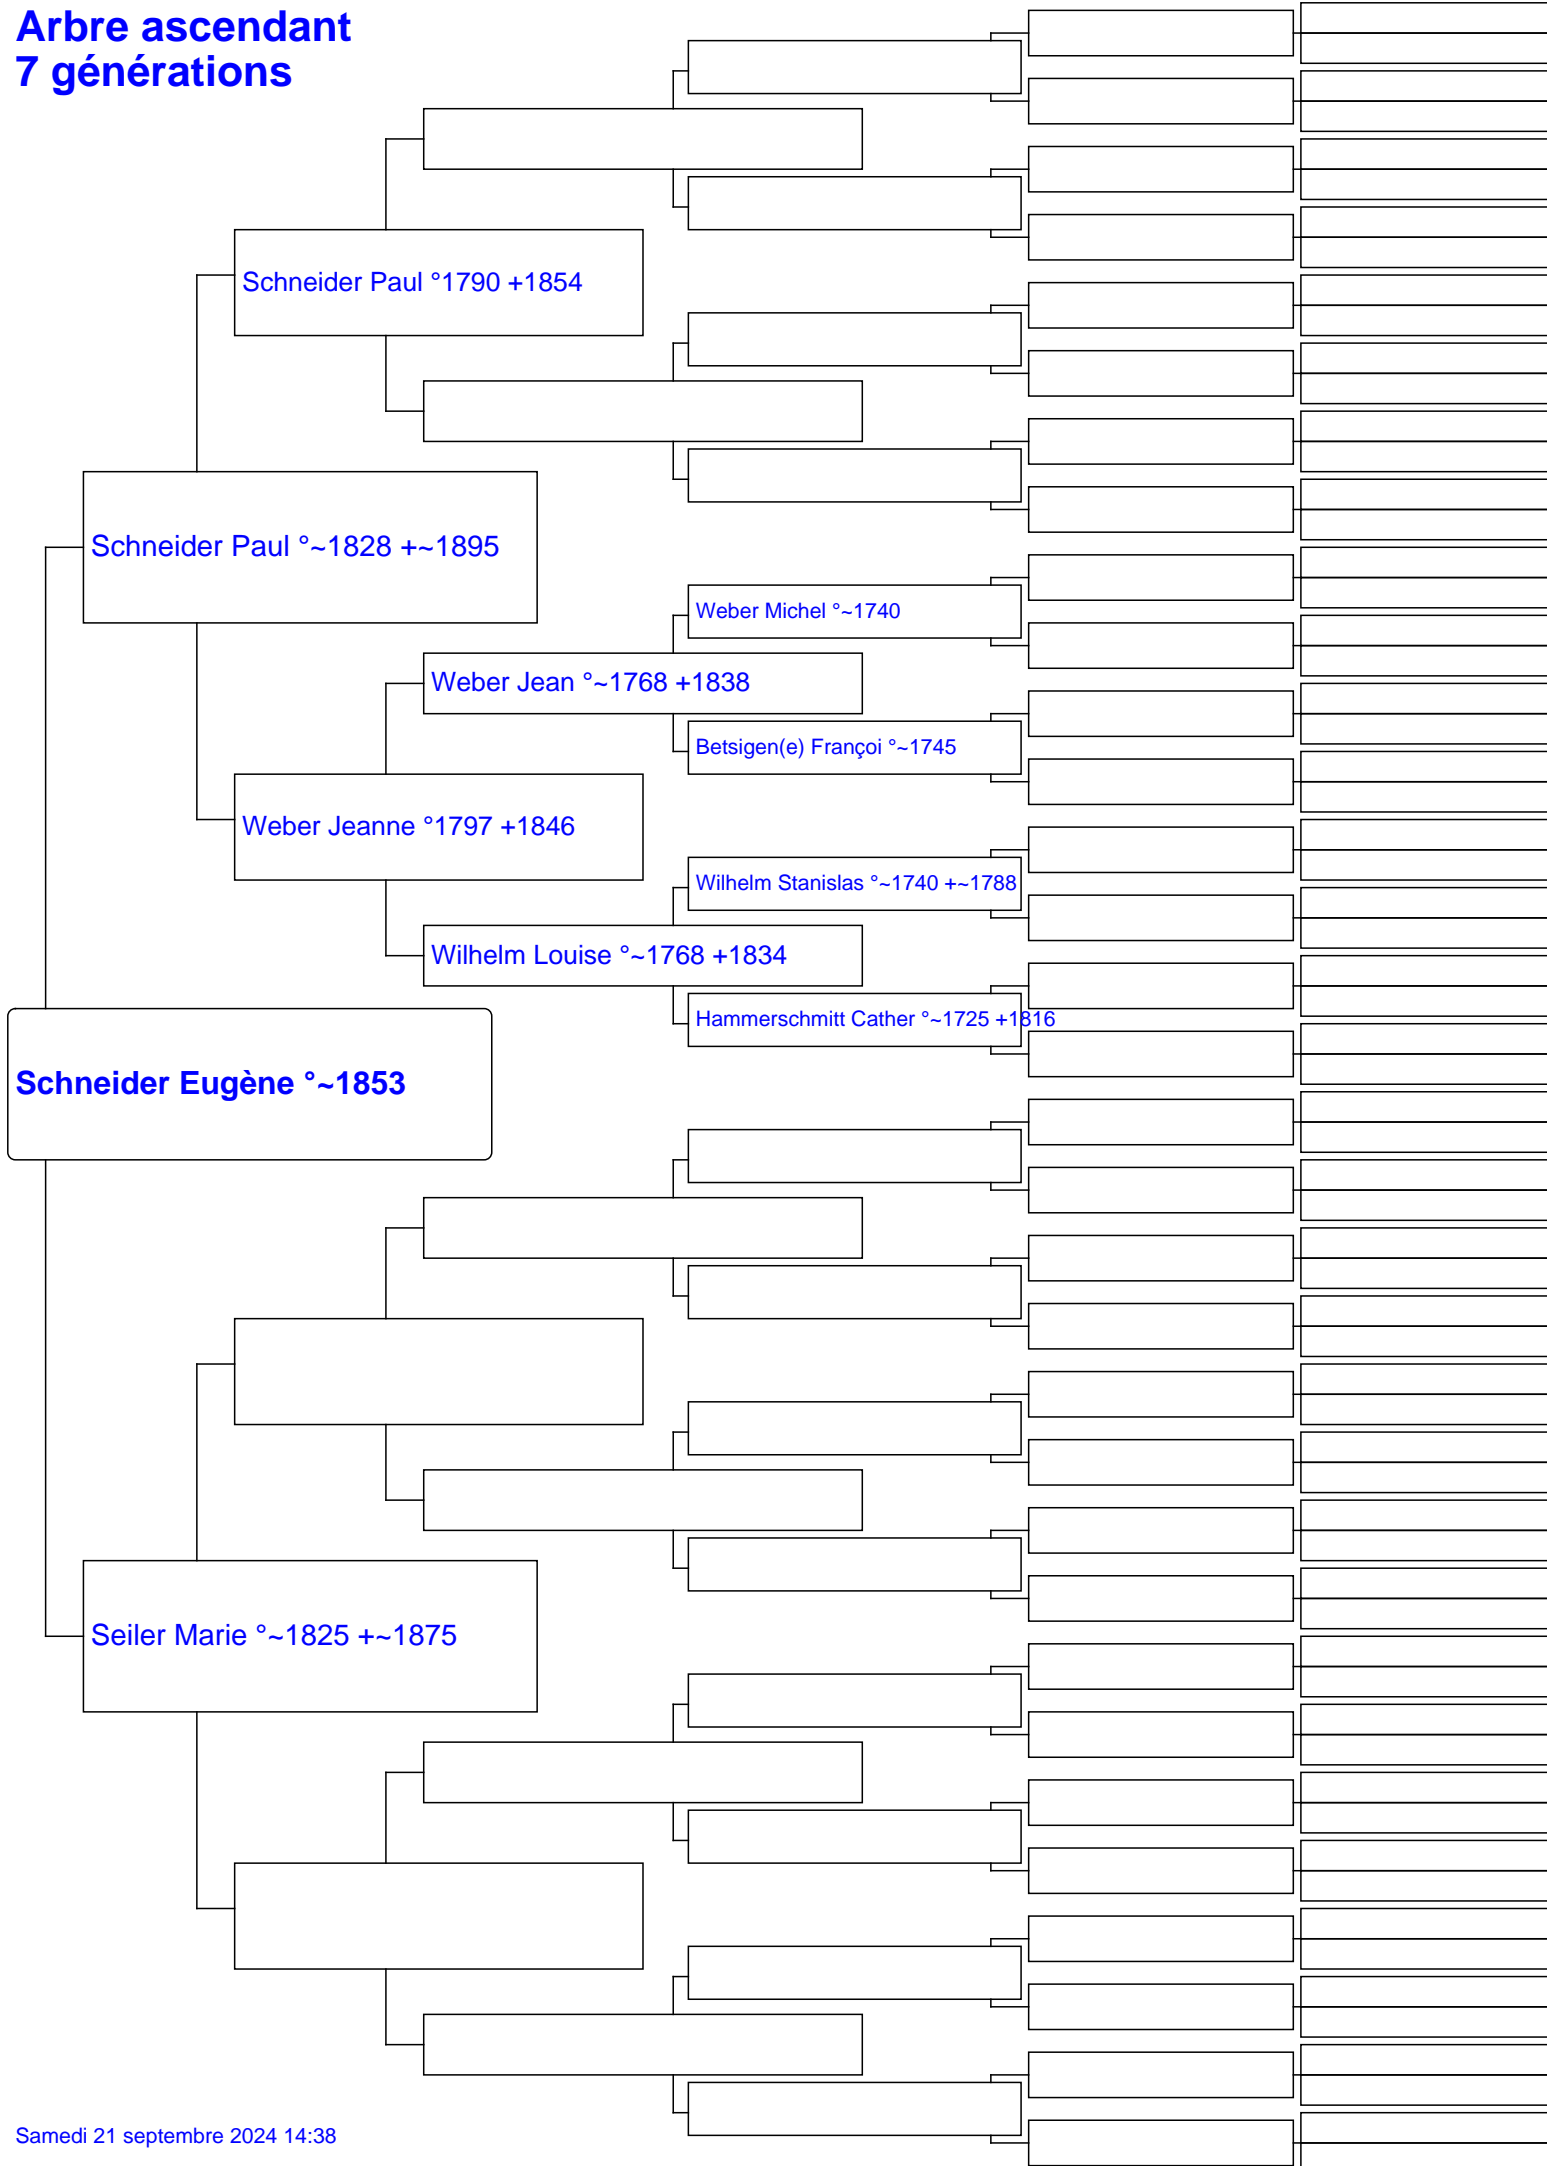 Arbre ascendant
7 générations
Schneider Paul °1790 +1854
Schneider Paul °~1828 +~1895
Weber Michel °~1740
Weber Jean °~1768 +1838
Betsigen(e) Françoi °~1745
Weber Jeanne °1797 +1846
Wilhelm Stanislas °~1740 +~1788
Wilhelm Louise °~1768 +1834
Hammerschmitt Cather °~1725 +1816
Schneider Eugène °~1853
Seiler Marie °~1825 +~1875
Samedi 21 septembre 2024 14:38